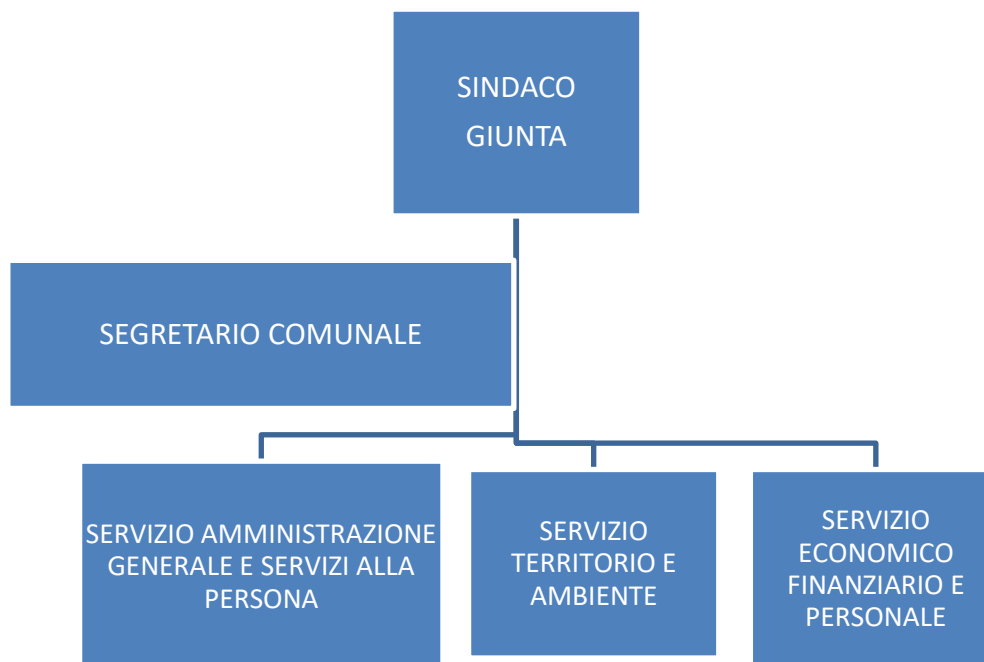 SINDACO
GIUNTA
SEGRETARIO COMUNALE
SERVIZIO AMMINISTRAZIONE
GENERALE E SERVIZI ALLA
PERSONA
SERVIZIO
TERRITORIO E
AMBIENTE
SERVIZIO
ECONOMICO
FINANZIARIO E
PERSONALE